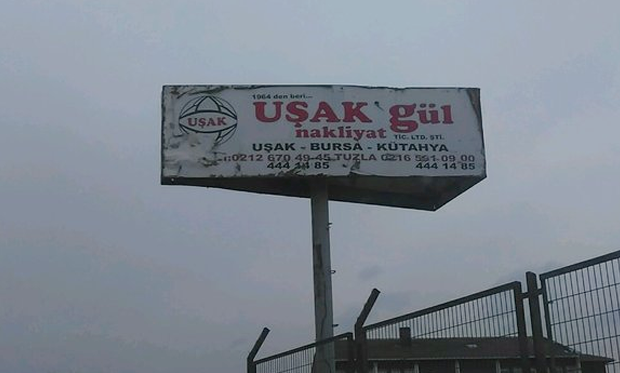 1964 den beri...
UŞAK
UŞAK gül
nakliyat TİC. LTD. ŞTİ.
UŞAK - BURSA - KÜTAHYA
0212 670 49 45 TUZLA 0216 591 09 00
444 14 85 444 14 85